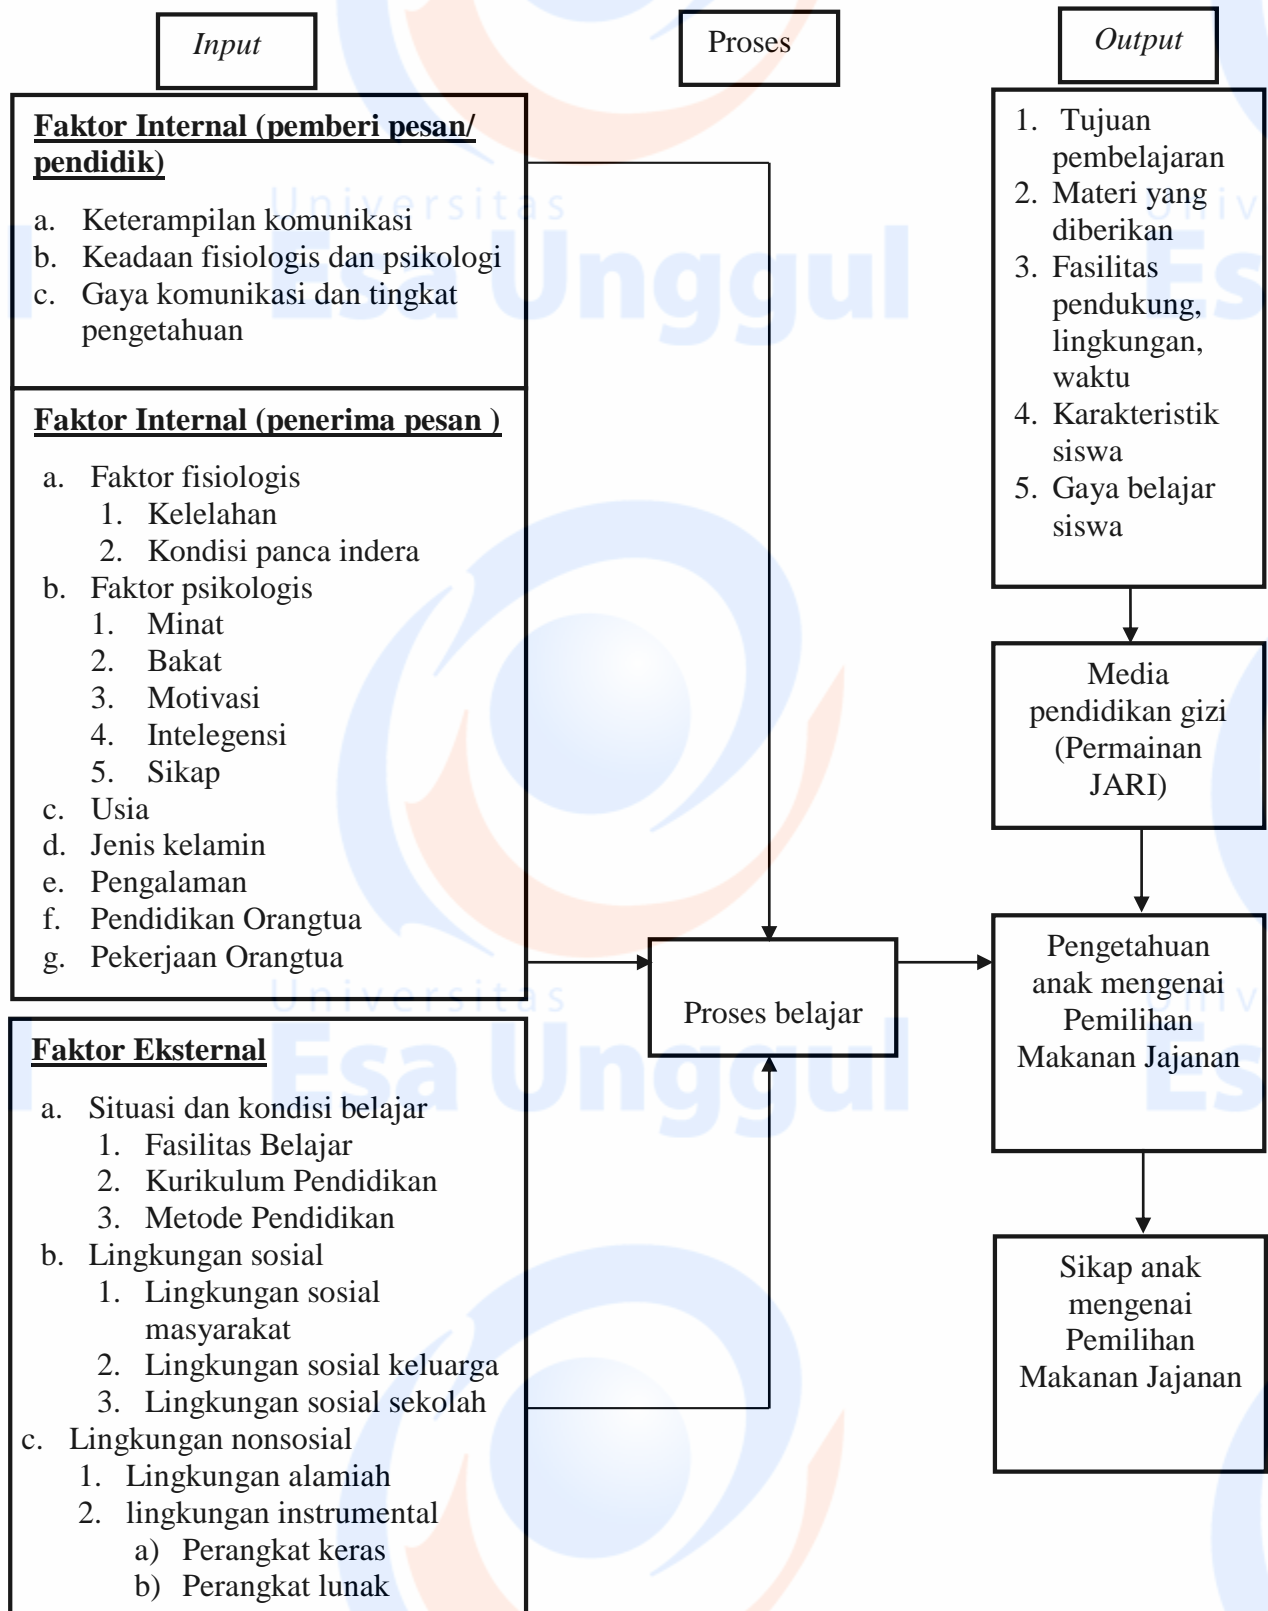 Input
Proses
Output
Faktor Internal (pemberi pesan/
pendidik)
a. Keterampilan komunikasi
b. Keadaan fisiologis dan psikologi
c. Gaya komunikasi dan tingkat
pengetahuan
Faktor Internal (penerima pesan )
a. Faktor fisiologis
1. Kelelahan
2. Kondisi panca indera
b. Faktor psikologis
1. Minat
2. Bakat
3. Motivasi
4. Intelegensi
5. Sikap
c. Usia
d. Jenis kelamin
e. Pengalaman
f. Pendidikan Orangtua
g. Pekerjaan Orangtua
Faktor Eksternal
a. Situasi dan kondisi belajar
1. Fasilitas Belajar
2. Kurikulum Pendidikan
3. Metode Pendidikan
b. Lingkungan sosial
1. Lingkungan sosial
masyarakat
2. Lingkungan sosial keluarga
3. Lingkungan sosial sekolah
c. Lingkungan nonsosial
1. Lingkungan alamiah
2. lingkungan instrumental
a) Perangkat keras
b) Perangkat lunak
Proses belajar
1. Tujuan
pembelajaran
2. Materi yang
diberikan
3. Fasilitas
pendukung,
lingkungan,
waktu
4. Karakteristik
siswa
5. Gaya belajar
siswa
Media
pendidikan gizi
(Permainan
JARI)
Pengetahuan
anak mengenai
Pemilihan
Makanan Jajanan
Sikap anak
mengenai
Pemilihan
Makanan Jajanan
Universitas
Esa Unggul
Universitas
Esa Unggul